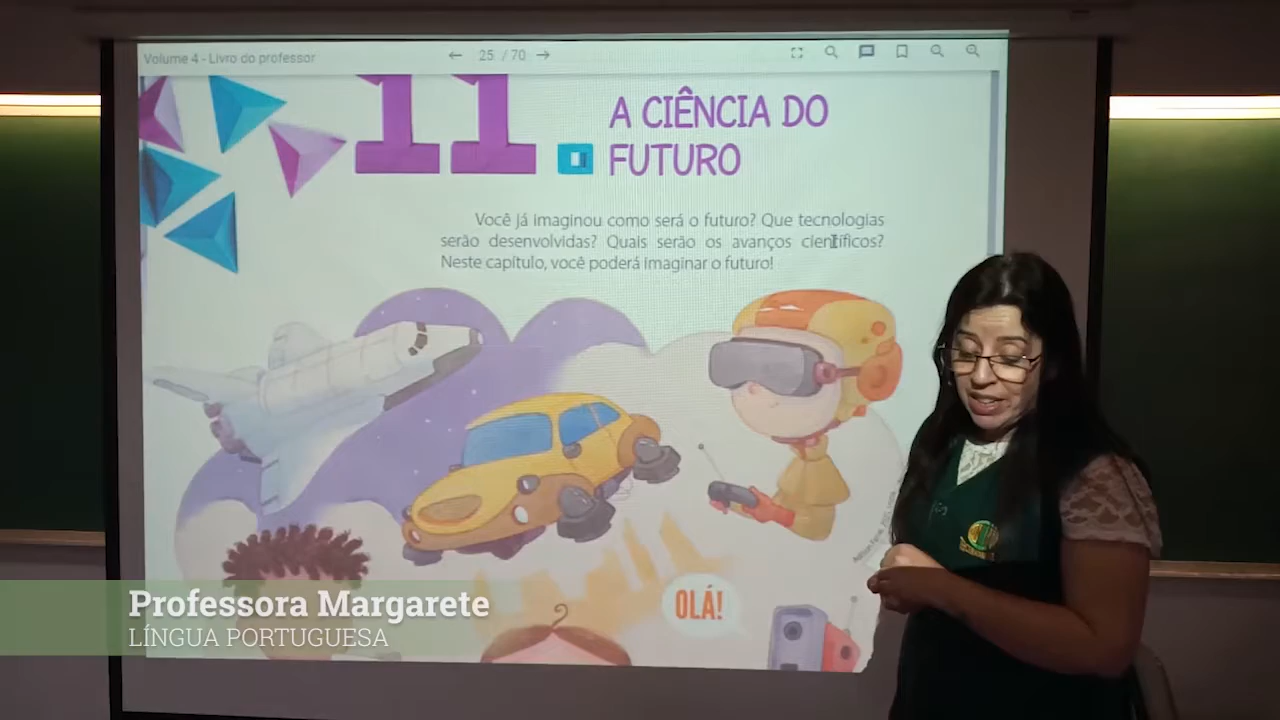 Volume 4 - Livro do professor
25 / 70
11
A CIÊNCIA DO
FUTURO
Você já imaginou como será o futuro? Que tecnologias
serão desenvolvidas? Quais serão os avanços científicos?
Neste capítulo, você poderá imaginar o futuro!
OLÁ!
Professora Margarete
LÍNGUA PORTUGUESA